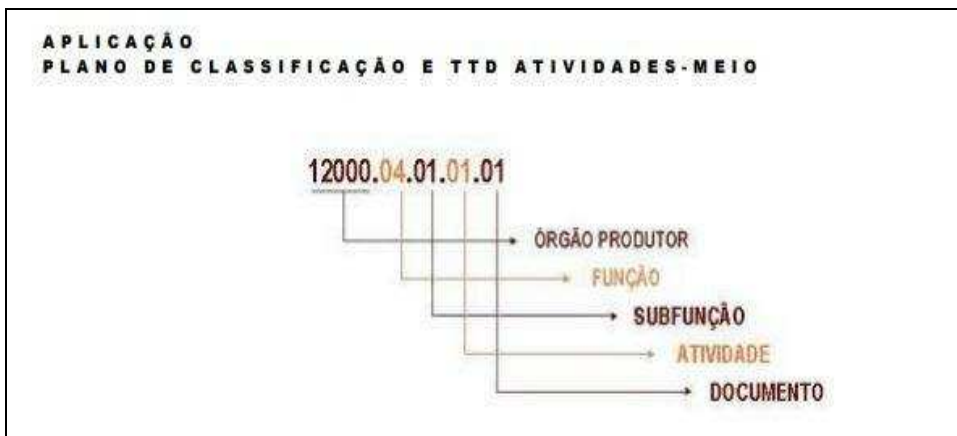 APLICAÇÃO
PLANO DE CLASSIFICAÇÃO E TTD ATIVIDADES-MEIO
12000.04.01.01.01
ÓRGÃO PRODUTOR
FUNÇÃO
SUBFUNÇÃO
ATIVIDADE
DOCUMENTO